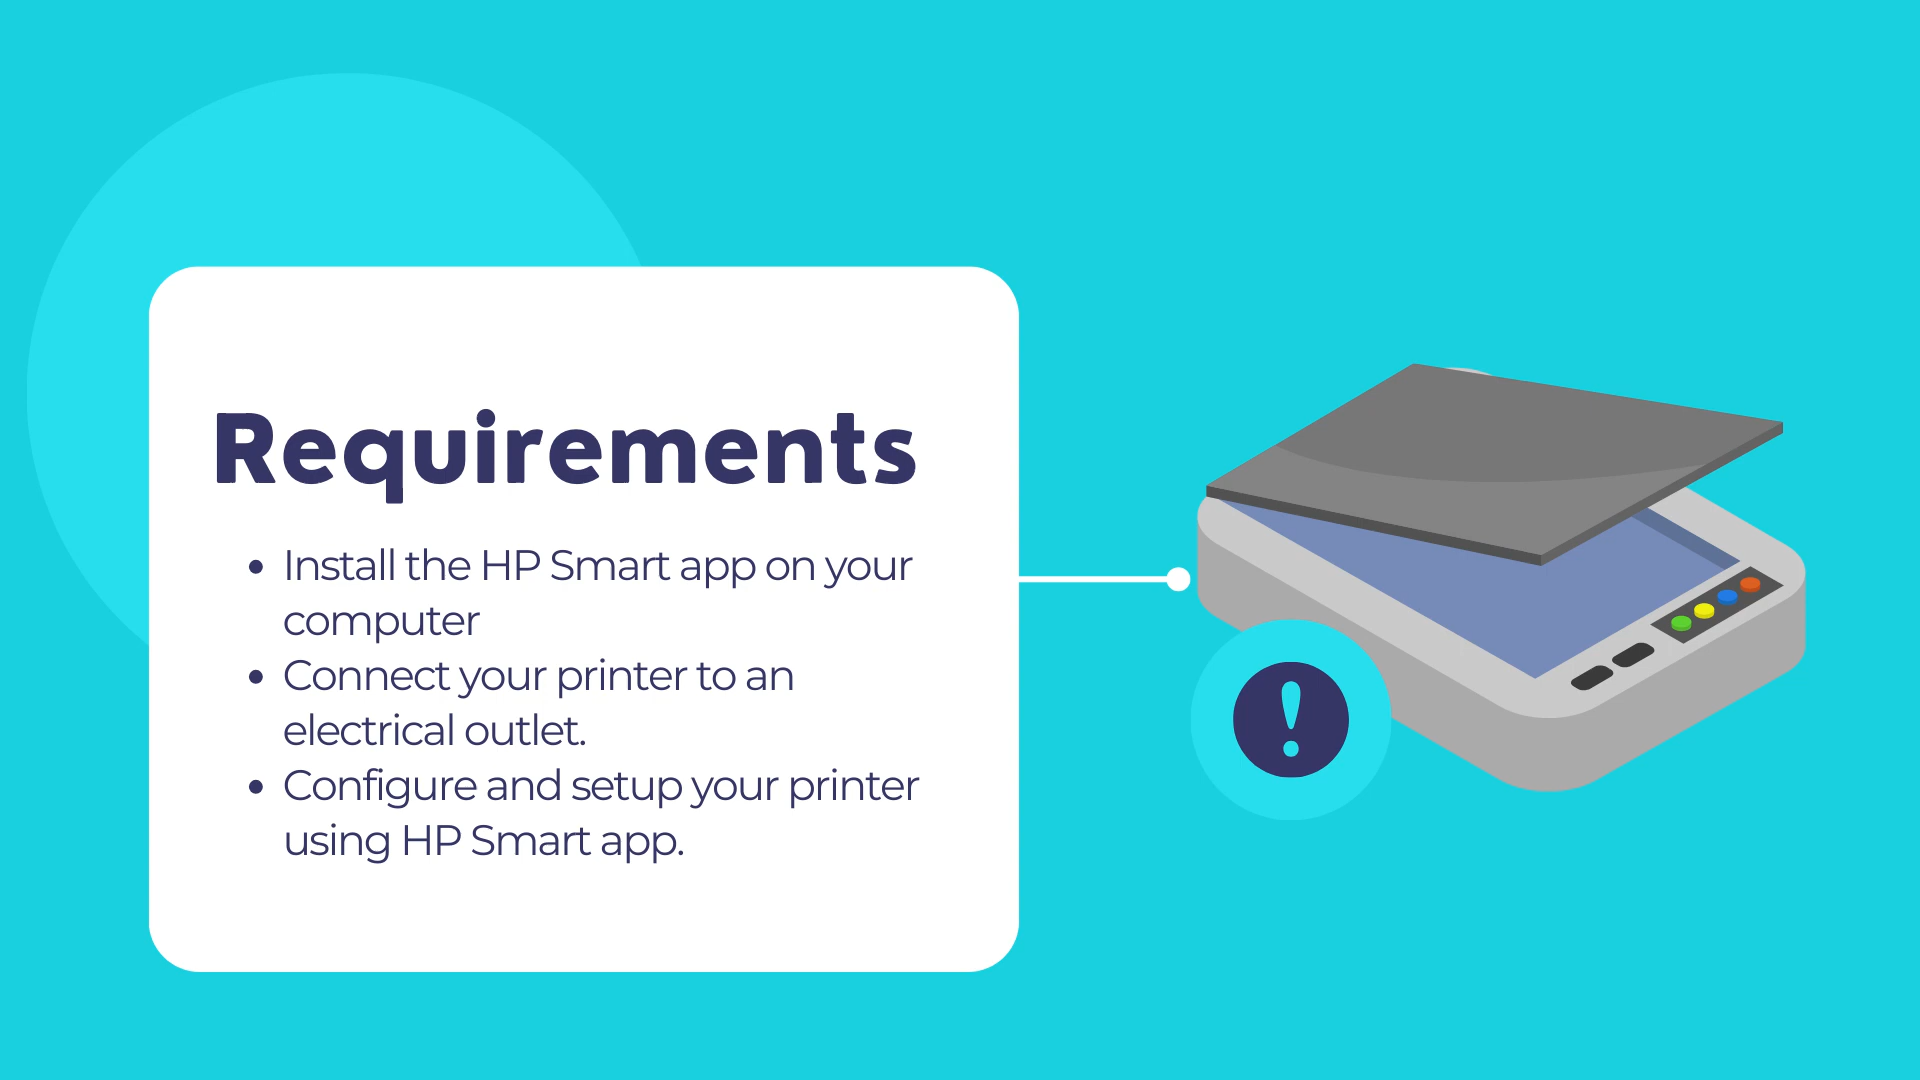 Requirements
• Install the HP Smart app on your
computer
• Connect your printer to an
electrical outlet.
• Configure and setup your printer
using HP Smart app.